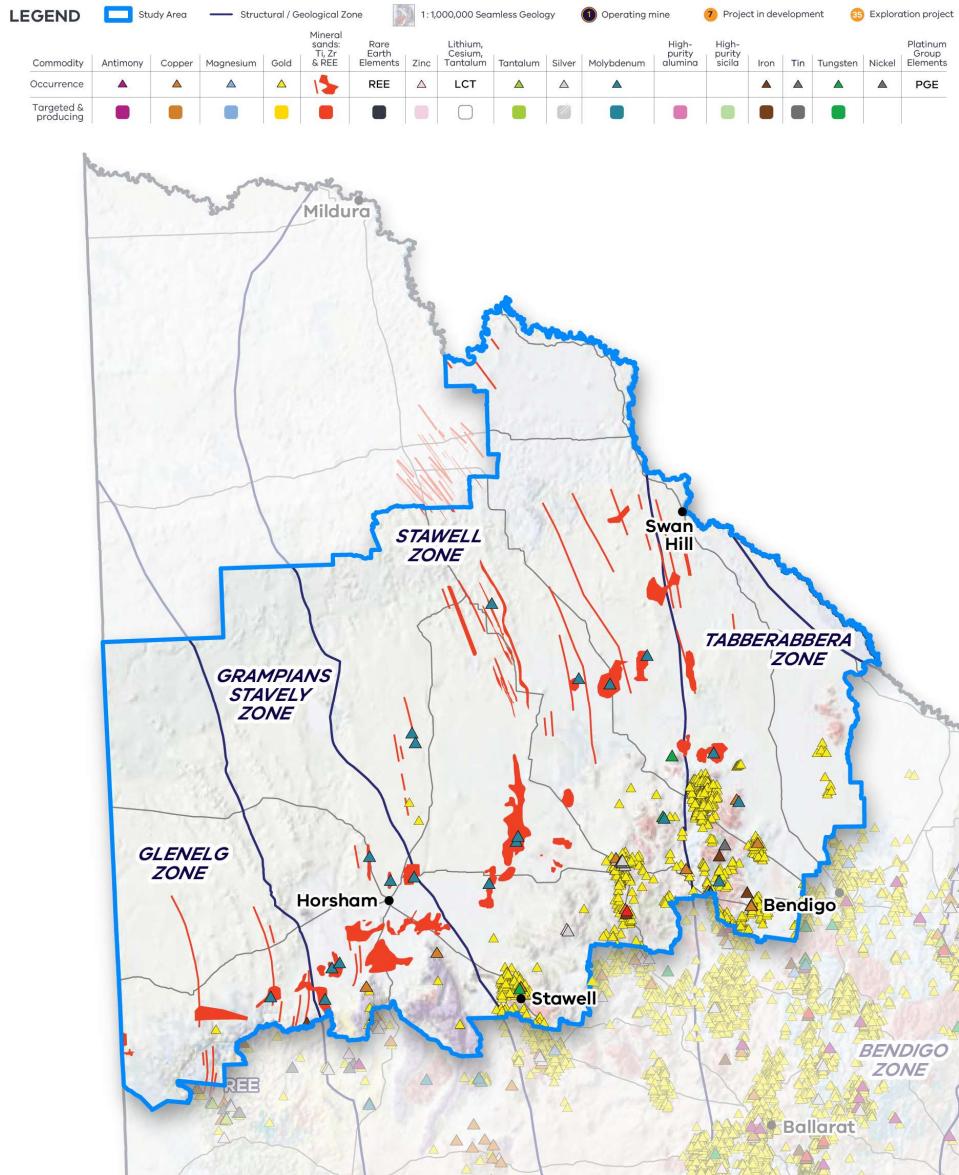 LEGEND
Study Area
Structural / Geological Zone
1:1,000,000 Seamless Geology
1
Operating mine
7
Project in development
35
Exploration project
Commodity
Antimony
Copper
Magnesium
Gold
Mineral
sands:
Ti, Zr
& REE
Rare
Earth
Elements
Zinc
Lithium,
Cesium,
Tantalum
Tantalum
Silver
Molybdenum
High-
purity
alumina
High-
purity
sicila
Iron
Tin
Tungsten
Nickel
Platinum
Group
Elements
Occurrence
REE
LCT
PGE
Targeted &
producing
Mildura
STAWELL
ZONE
Swan
Hill
TABBERABBERA
ZONE
GRAMPIANS
STAVELY
ZONE
GLENELG
ZONE
Horsham
Bendigo
Stawell
BENDIGO
ZONE
REE
Ballarat